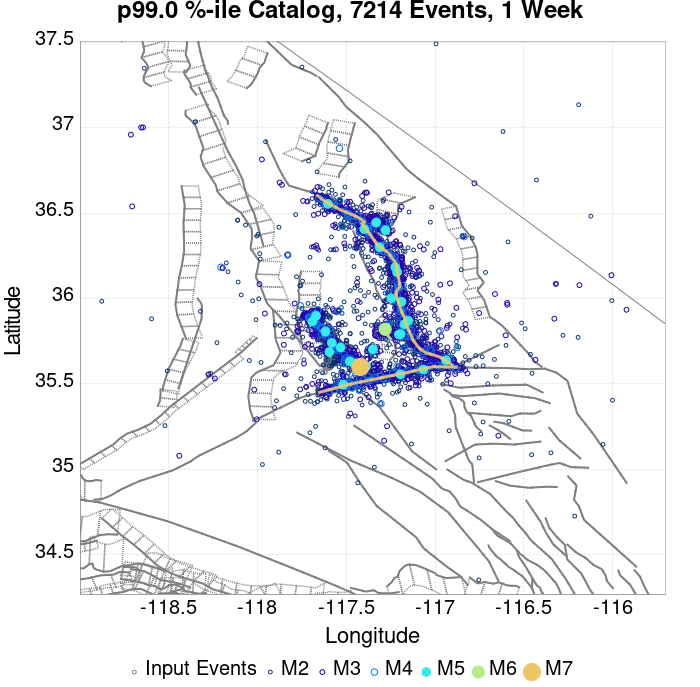 p99.0 %-ile Catalog, 7214 Events, 1 Week
37.5
37
36.5
36
35.5
35
34.5
Latitude
-118.5 -118 -117.5 -117 -116.5 -116
Longitude
Input Events M2 M3 M4 M5 M6 M7